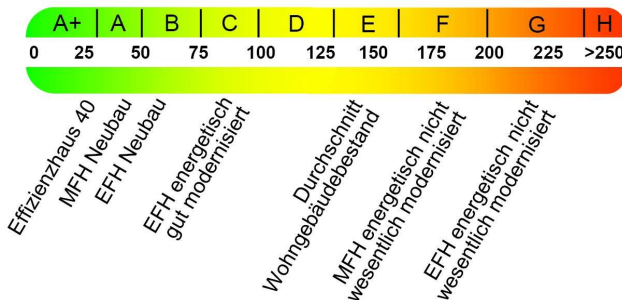 A+ A B C D E F G H
0 25 50 75 100 125 150 175 200 225 >250
Effizienzhaus 40
MFH Neubau
EFH Neubau
EFH energetisch
gut modernisiert
Durchschnitt
Wohngebäudebestand
MFH energetisch nicht
wesentlich modernisiert
EFH energetisch nicht
wesentlich modernisiert